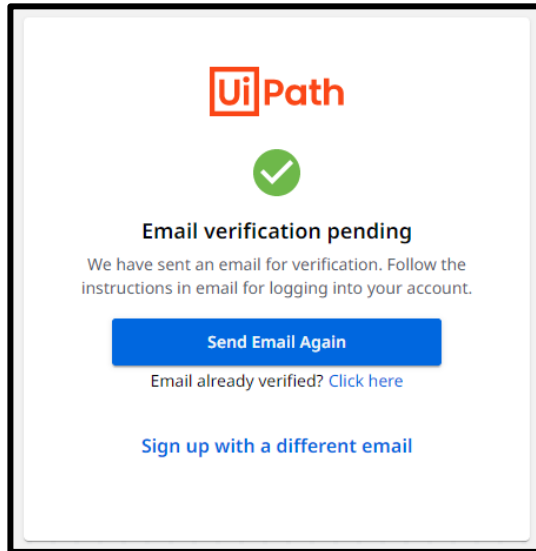 UiPath
Email verification pending
We have sent an email for verification. Follow the
instructions in email for logging into your account.
Send Email Again
Email already verified? Click here
Sign up with a different email